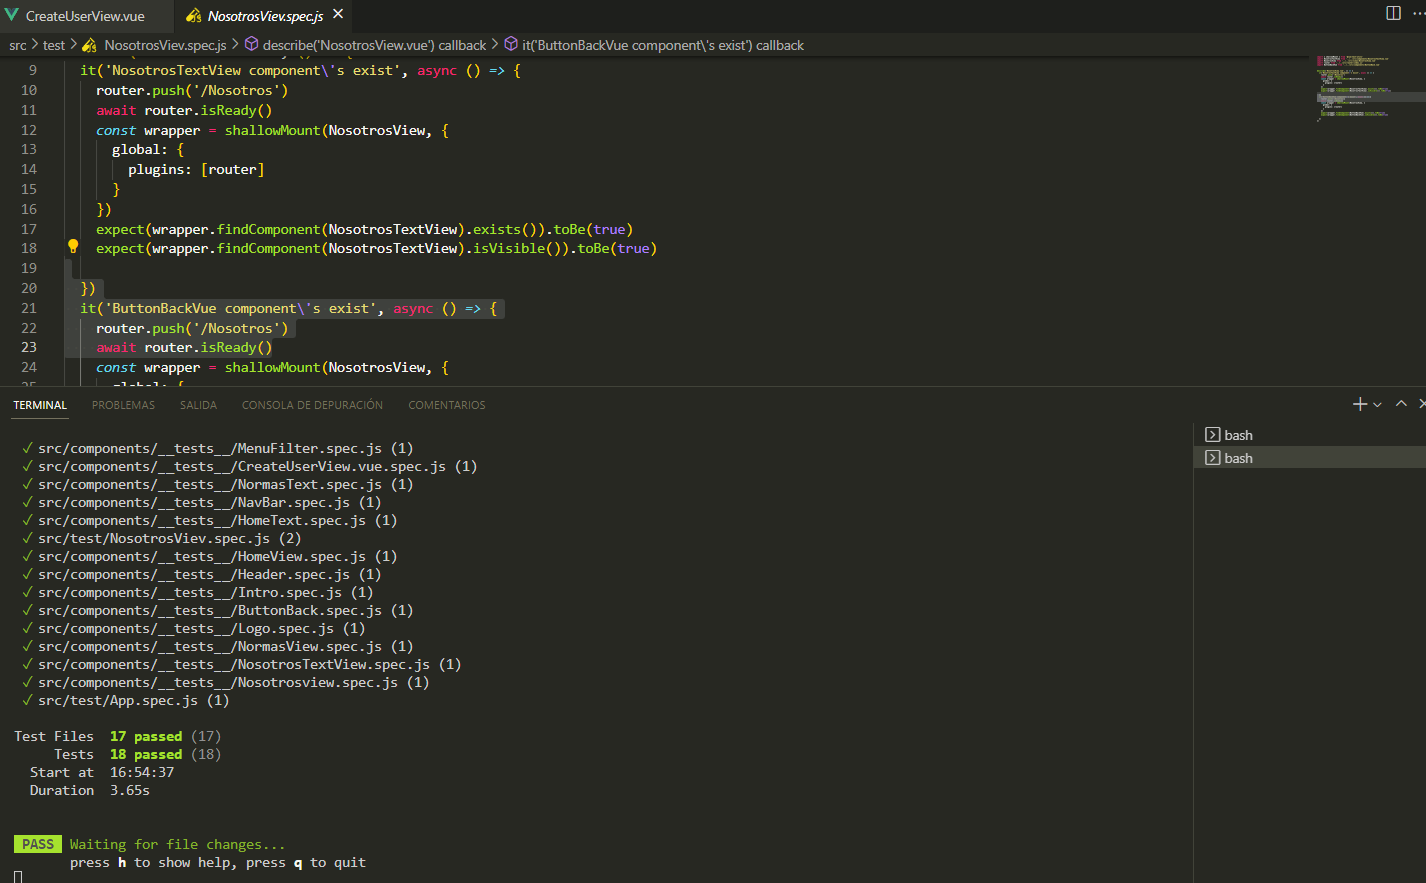 CreateUserView.vue
NosotrosViev.spec.js
src > test > NosotrosViev.spec.js > describe('NosotrosView.vue') callback > it('ButtonBackVue component\'s exist') callback
9 it('NosotrosTextView component\'s exist', async () => {
10 router.push('/Nosotros')
11 await router.isReady()
12 const wrapper = shallowMount(NosotrosView, {
13 global: {
14 plugins: [router]
15 }
16 })
17 expect(wrapper.findComponent(NosotrosTextView).exists()).toBe(true)
18 expect(wrapper.findComponent(NosotrosTextView).isVisible()).toBe(true)
19
20 })
21 it('ButtonBackVue component\'s exist', async () => {
22 router.push('/Nosotros')
23 await router.isReady()
24 const wrapper = shallowMount(NosotrosView, {
TERMINAL PROBLEMAS SALIDA CONSOLA DE DEPURACIÓN COMENTARIOS
bash
bash
✓ src/components/__tests__/MenuFilter.spec.js (1)
✓ src/components/__tests__/CreateUserView.vue.spec.js (1)
✓ src/components/__tests__/NormasText.spec.js (1)
✓ src/components/__tests__/NavBar.spec.js (1)
✓ src/components/__tests__/HomeText.spec.js (1)
✓ src/test/NosotrosViev.spec.js (2)
✓ src/components/__tests__/HomeView.spec.js (1)
✓ src/components/__tests__/Header.spec.js (1)
✓ src/components/__tests__/Intro.spec.js (1)
✓ src/components/__tests__/ButtonBack.spec.js (1)
✓ src/components/__tests__/Logo.spec.js (1)
✓ src/components/__tests__/NormasView.spec.js (1)
✓ src/components/__tests__/NosotrosTextView.spec.js (1)
✓ src/components/__tests__/Nosotrosview.spec.js (1)
✓ src/test/App.spec.js (1)
Test Files 17 passed (17)
Tests 18 passed (18)
Start at 16:54:37
Duration 3.65s
PASS Waiting for file changes...
press h to show help, press q to quit